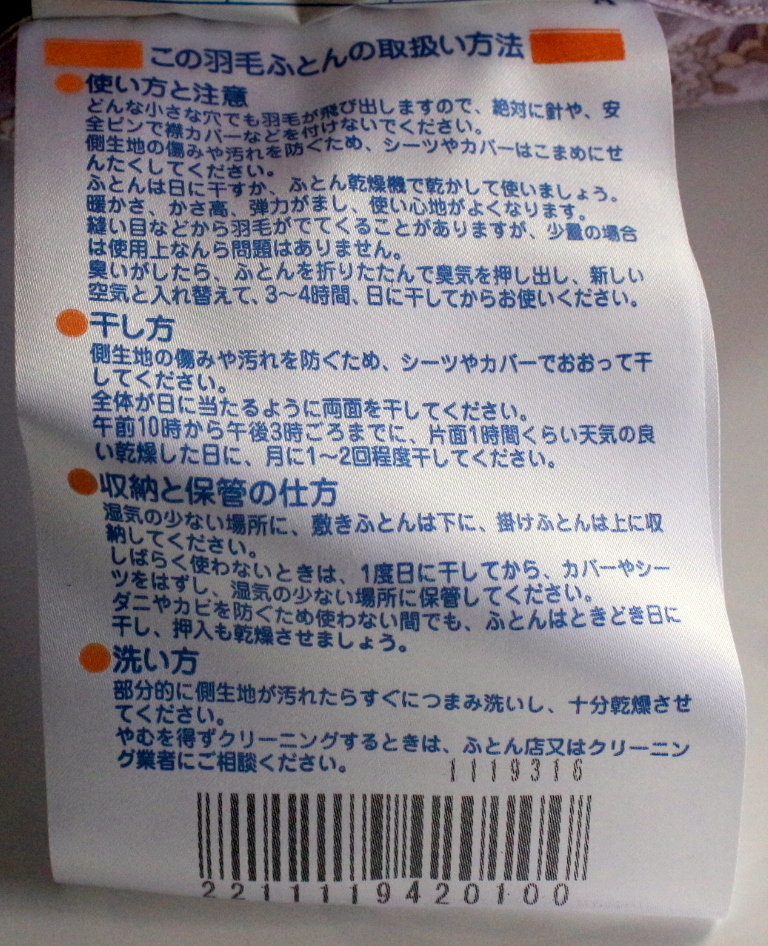 この羽毛ふとんの取扱い方法
使い方と注意
どんな小さな穴でも羽毛が飛び出しますので、絶対に針や、安
全ピンで襟カバーなどを付けないでください。
側生地の傷みや汚れを防ぐため、シーツやカバーはこまめにせ
んたくしてください。
ふとんは日に干すか、ふとん乾燥機で乾かして使いましょう。
暖かさ、かさ高、弾力がまし、使い心地がよくなります。
縫い目などから羽毛がでてくることがありますが、少量の場合
は使用上なんら問題はありません。
臭いがしたら、ふとんを折りたたんで臭気を押し出し、新しい
空気と入れ替えて、3〜4時間、日に干してからお使いください。
干し方
側生地の傷みや汚れを防ぐため、シーツやカバーでおおって干
してください。
全体が日に当たるように両面を干してください。
午前10時から午後3時ごろまでに、片面1時間くらい天気の良
い乾燥した日に、月に1〜2回程度干してください。
収納と保管の仕方
湿気の少ない場所に、敷きふとんは下に、掛けふとんは上に収
納してください。
しばらく使わないときは、1度日に干してから、カバーやシー
ツをはずし、湿気の少ない場所に保管してください。
ダニやカビを防ぐため使わない間でも、ふとんはときどき日に
干し、押入も乾燥させましょう。
洗い方
部分的に側生地が汚れたらすぐにつまみ洗いし、十分乾燥させ
てください。
やむを得ずクリーニングするときは、ふとん店又はクリーニン
グ業者にご相談ください。
1119316
2211119420100